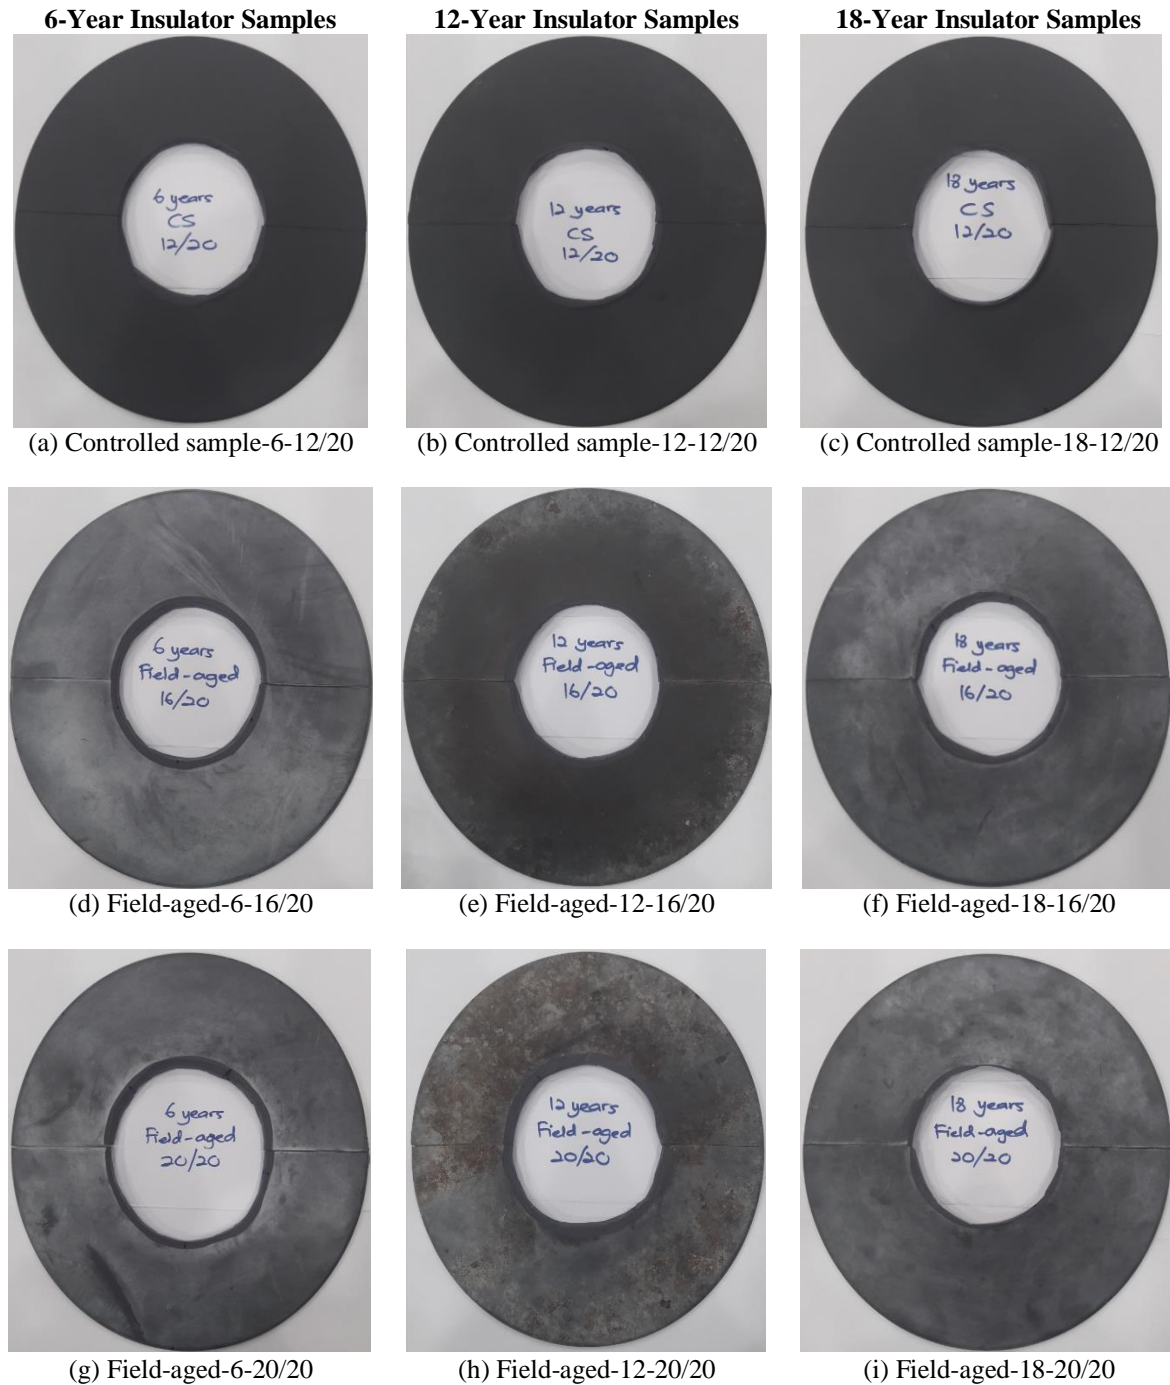 6-Year Insulator Samples
12-Year Insulator Samples
18-Year Insulator Samples
6 years
CS
12/20
12 years
CS
12/20
18 years
CS
12/20
(a) Controlled sample-6-12/20
(b) Controlled sample-12-12/20
(c) Controlled sample-18-12/20
6 years
Field-aged
16/20
12 years
Field-aged
16/20
18 years
Field-aged
16/20
(d) Field-aged-6-16/20
(e) Field-aged-12-16/20
(f) Field-aged-18-16/20
6 years
Field-aged
20/20
12 years
Field-aged
20/20
18 years
Field-aged
20/20
(g) Field-aged-6-20/20
(h) Field-aged-12-20/20
(i) Field-aged-18-20/20